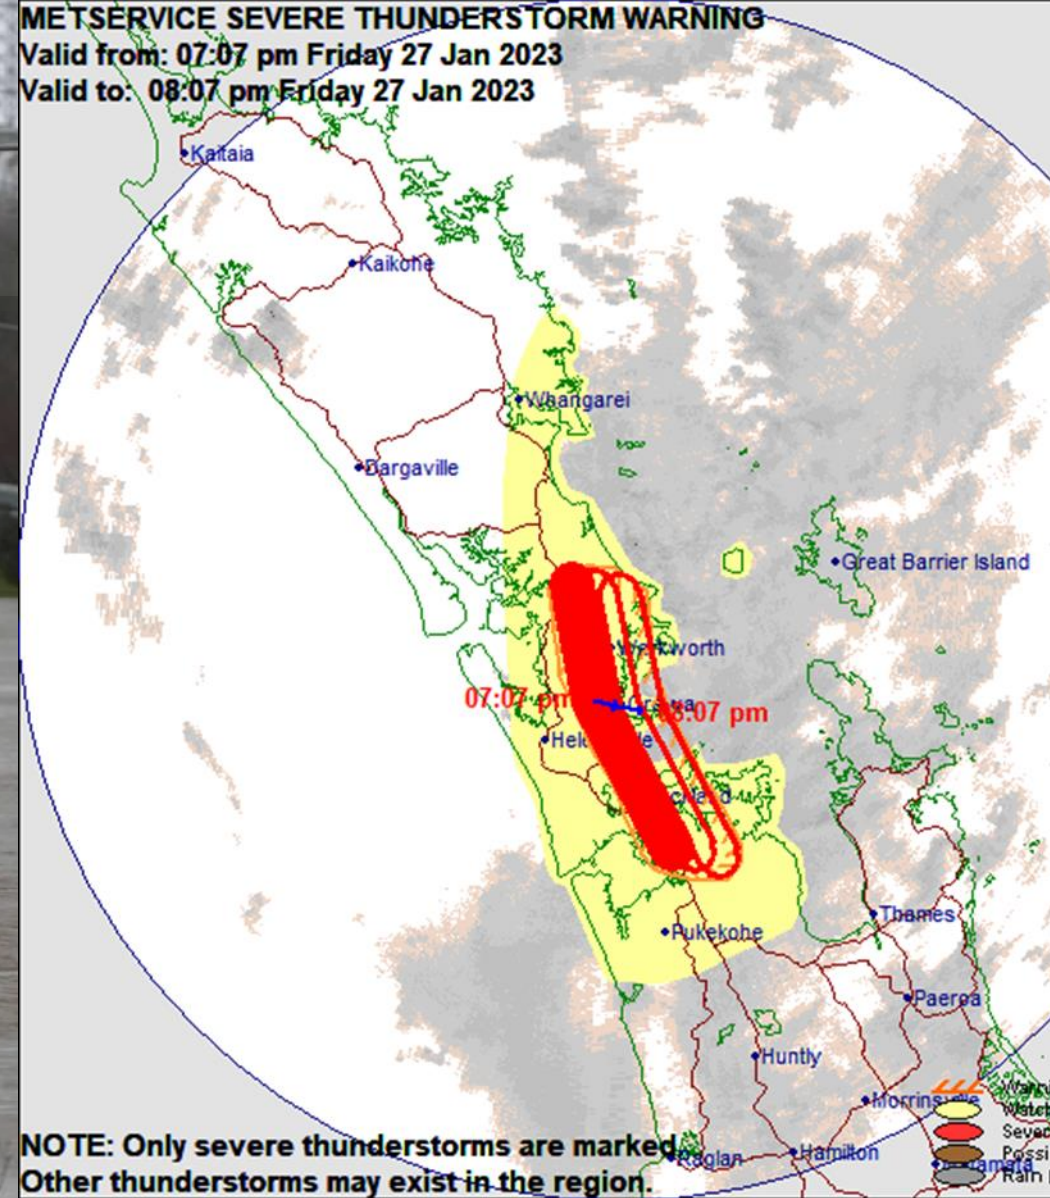 METSERVICE SEVERE THUNDERSTORM WARNING
Valid from: 07:07 pm Friday 27 Jan 2023
Valid to: 08:07 pm Friday 27 Jan 2023
Kaitaia
Kaikohe
Whangarei
Dargaville
Great Barrier Island
Warkworth
07:07 pm
08:07 pm
Thames
Pukekohe
Paeroa
Huntly
Morrinsville
NOTE: Only severe thunderstorms are marked.
Raglan
Hamilton
Other thunderstorms may exist in the region.
Rain